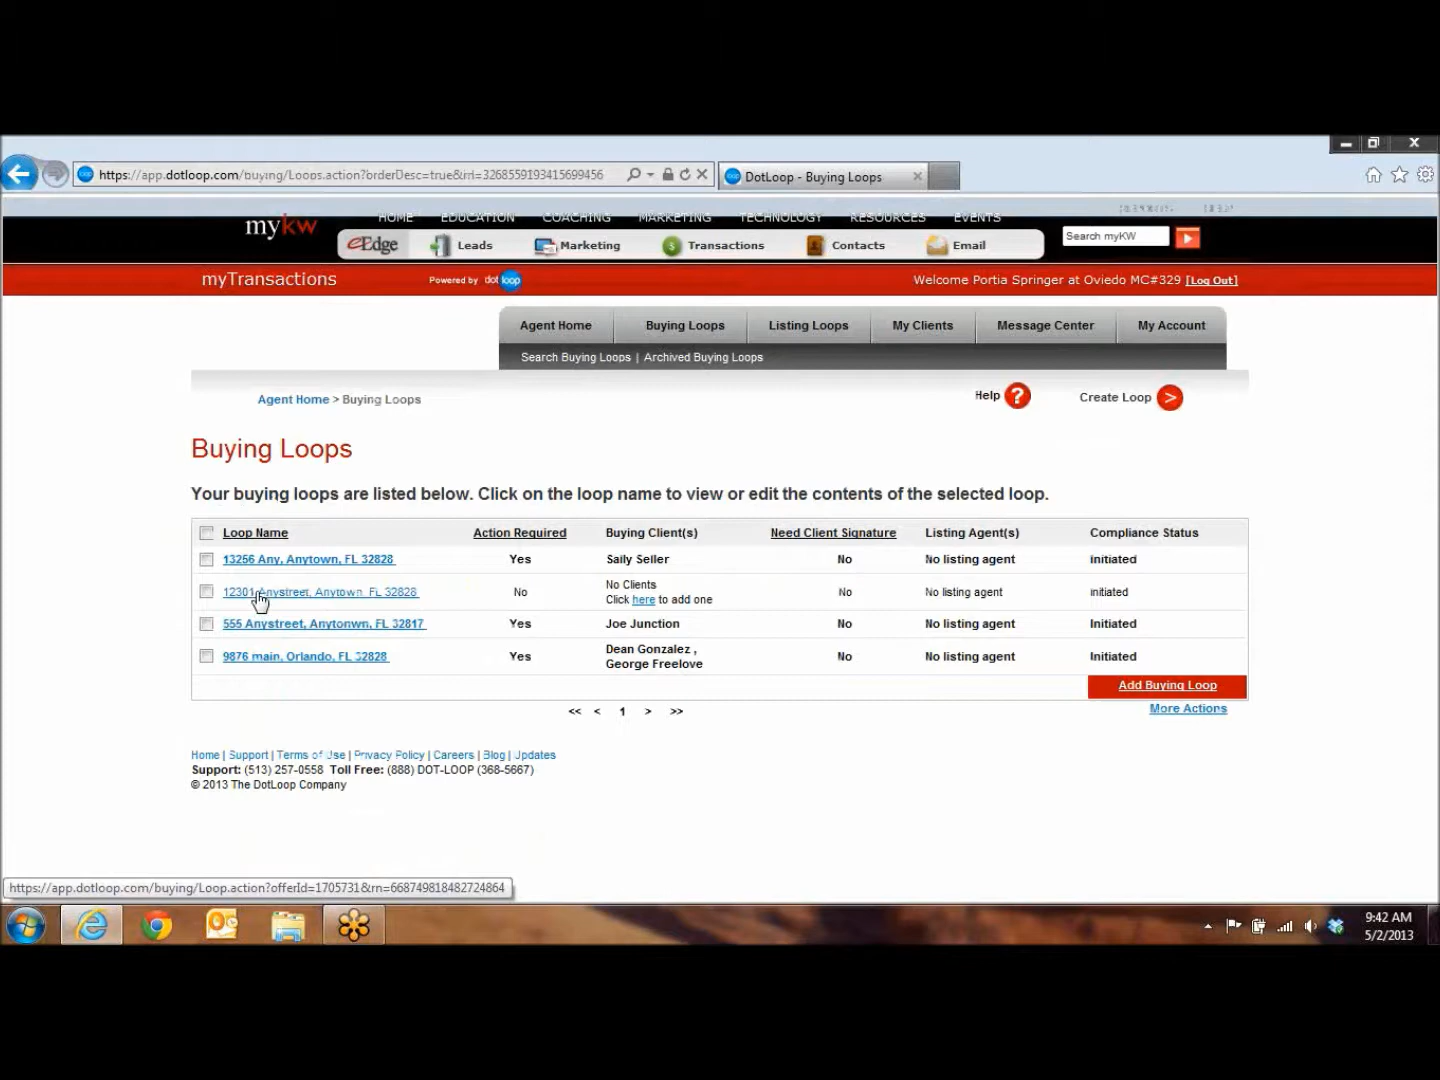 https://app.dotloop.com/buying/Loops.action?orderDesc=true&rrl=3268559193415699456
DotLoop - Buying Loops
mykw
HOME EDUCATION COACHING MARKETING TECHNOLOGY RESOURCES EVENTS
eEdge Leads Marketing Transactions Contacts Email
Search myKW
myTransactions
Powered by dotloop
Welcome Portia Springer at Oviedo MC#329 [Log Out]
Agent Home Buying Loops Listing Loops My Clients Message Center My Account
Search Buying Loops | Archived Buying Loops
Agent Home > Buying Loops
Help ? Create Loop >
Buying Loops
Your buying loops are listed below. Click on the loop name to view or edit the contents of the selected loop.
Loop Name Action Required Buying Client(s) Need Client Signature Listing Agent(s) Compliance Status
13256 Any, Anytown, FL 32828 Yes Saily Seller No No listing agent Initiated
12301 Anystreet, Anytown, FL 32828 No No Clients No No listing agent Initiated
Click here to add one
555 Anystreet, Anytonwn, FL 32817 Yes Joe Junction No No listing agent Initiated
9876 main, Orlando, FL 32828 Yes Dean Gonzalez , No No listing agent Initiated
George Freelove
Add Buying Loop
<< < 1 > >>
More Actions
Home | Support | Terms of Use | Privacy Policy | Careers | Blog | Updates
Support: (513) 257-0558 Toll Free: (888) DOT-LOOP (368-5667)
© 2013 The DotLoop Company
https://app.dotloop.com/buying/Loop.action?offerId=1705731&rn=668749818482724864
9:42 AM
5/2/2013